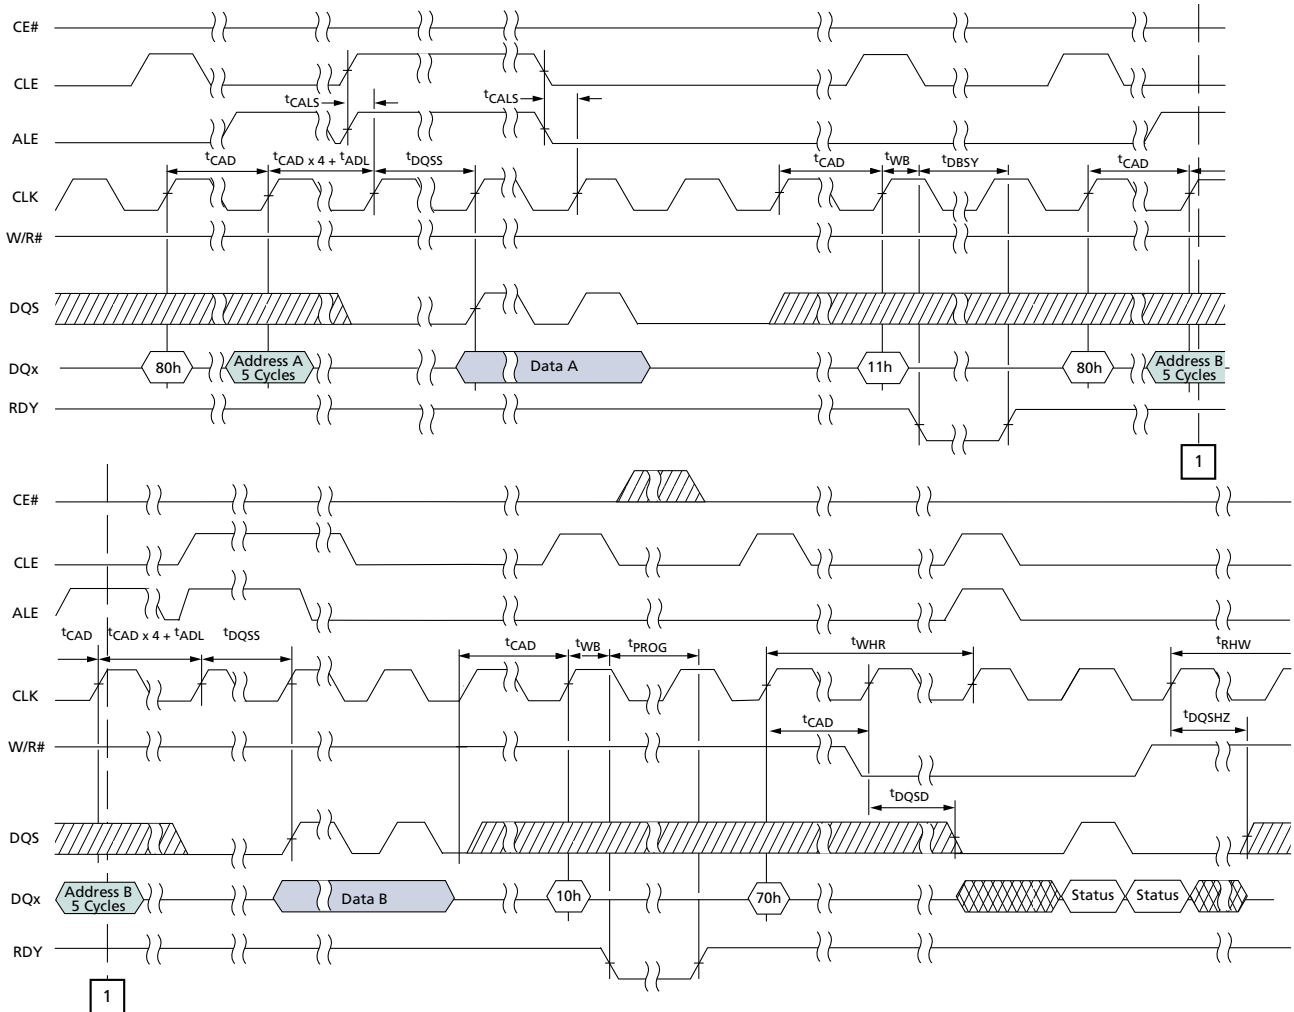 CE#
CLE
tCALS
tCALS
ALE
tCAD
tCAD x 4 + tADL
tDQSS
tCAD
tWB
tDBSY
tCAD
CLK
W/R#
DQS
DQx
80h
Address A
5 Cycles
Data A
11h
80h
Address B
5 Cycles
RDY
1
CE#
CLE
ALE
tCAD
tCAD x 4 + tADL
tDQSS
tCAD
tWB
tPROG
tWHR
tRHW
CLK
tCAD
tDQSHZ
W/R#
tDQSD
DQS
DQx
Address B
5 Cycles
Data B
10h
70h
Status
Status
RDY
1